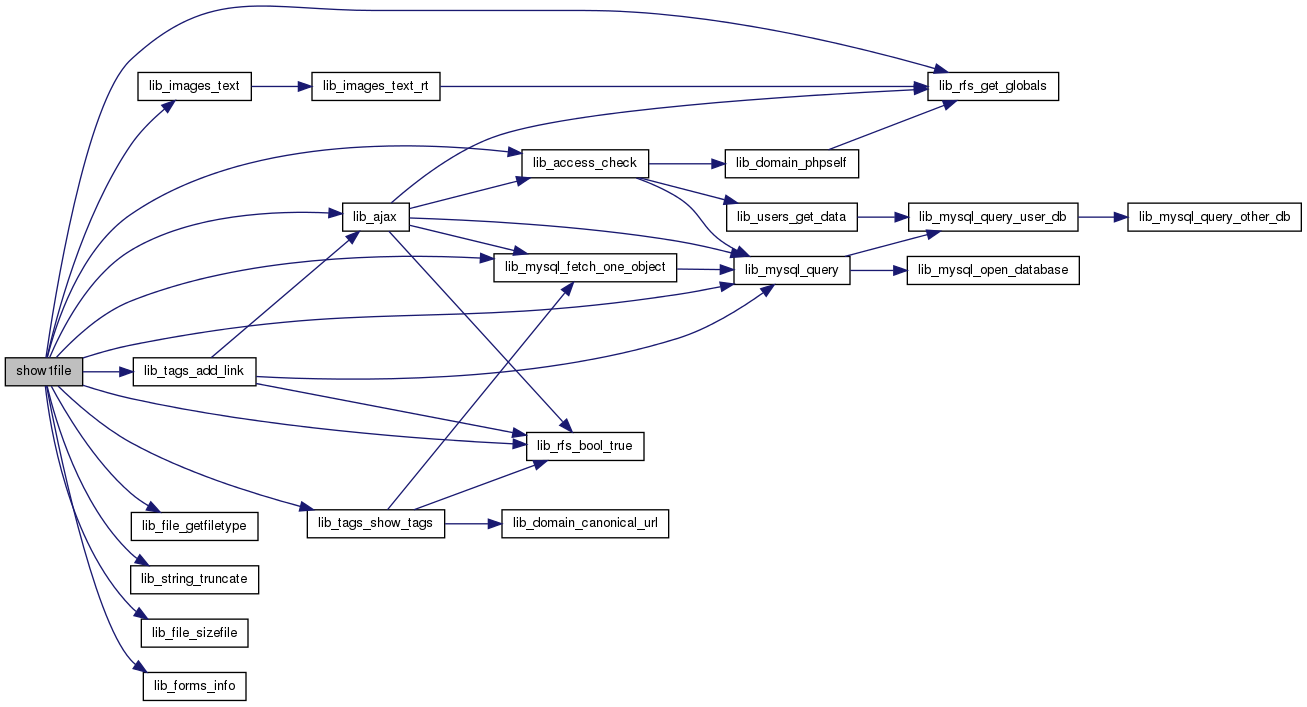 lib_images_text
lib_images_text_rt
lib_rfs_get_globals
lib_access_check
lib_domain_phpself
lib_ajax
lib_users_get_data
lib_mysql_query_user_db
lib_mysql_query_other_db
lib_mysql_fetch_one_object
lib_mysql_query
lib_mysql_open_database
show1file
lib_tags_add_link
lib_rfs_bool_true
lib_file_getfiletype
lib_tags_show_tags
lib_domain_canonical_url
lib_string_truncate
lib_file_sizefile
lib_forms_info